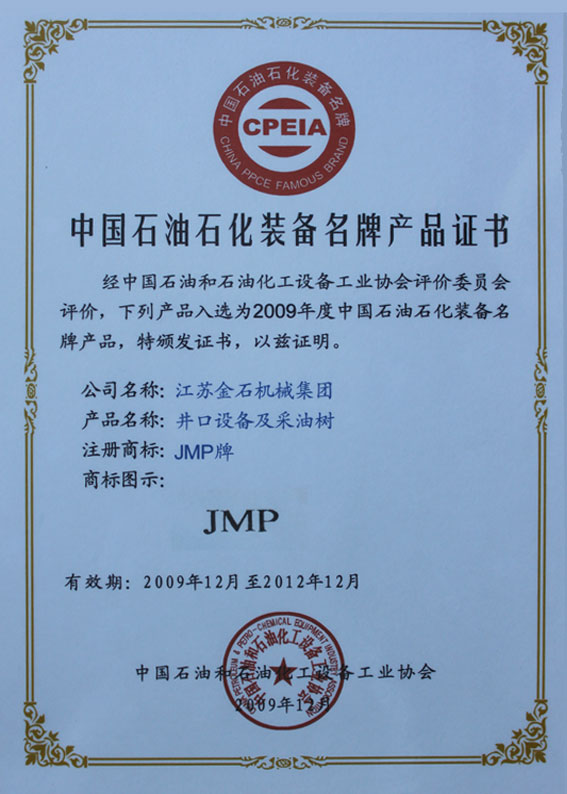 中国石油石化装备名牌
CPEIA
CHINA PPCE FAMOUS BRAND
中国石油石化装备名牌产品证书
经中国石油和石油化工设备工业协会评价委员会
评价，下列产品入选为2009年度中国石油石化装备名
牌产品，特颁发证书，以兹证明。
公司名称：江苏金石机械集团
产品名称：井口设备及采油树
注册商标：JMP牌
商标图示：
JMP
有效期：2009年12月至2012年12月
中国石油和石油化工设备工业协会
2009年12月